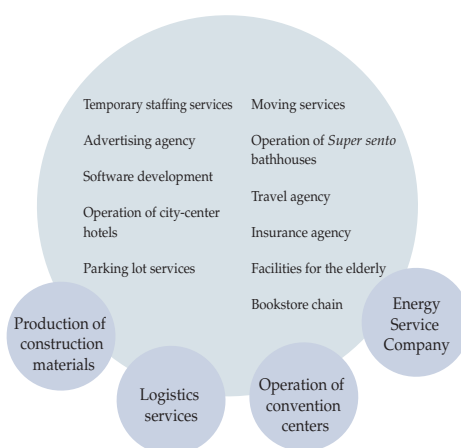 Temporary staffing services
Advertising agency
Software development
Operation of city-center
hotels
Parking lot services
Moving services
Operation of Super sento
bathhouses
Travel agency
Insurance agency
Facilities for the elderly
Bookstore chain
Production of
construction
materials
Logistics
services
Operation of
convention
centers
Energy
Service
Company